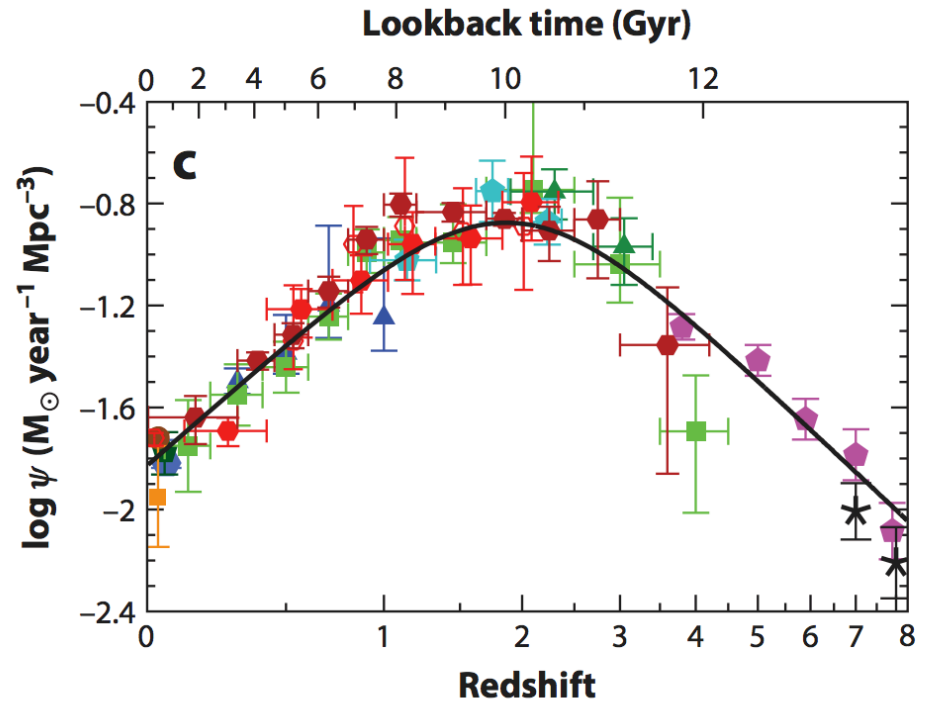 Lookback time (Gyr)
0 2 4 6 8 10 12
c
log ψ (M⊙ year⁻¹ Mpc⁻³)
−0.4
−0.8
−1.2
−1.6
−2
−2.4
0 1 2 3 4 5 6 7 8
Redshift